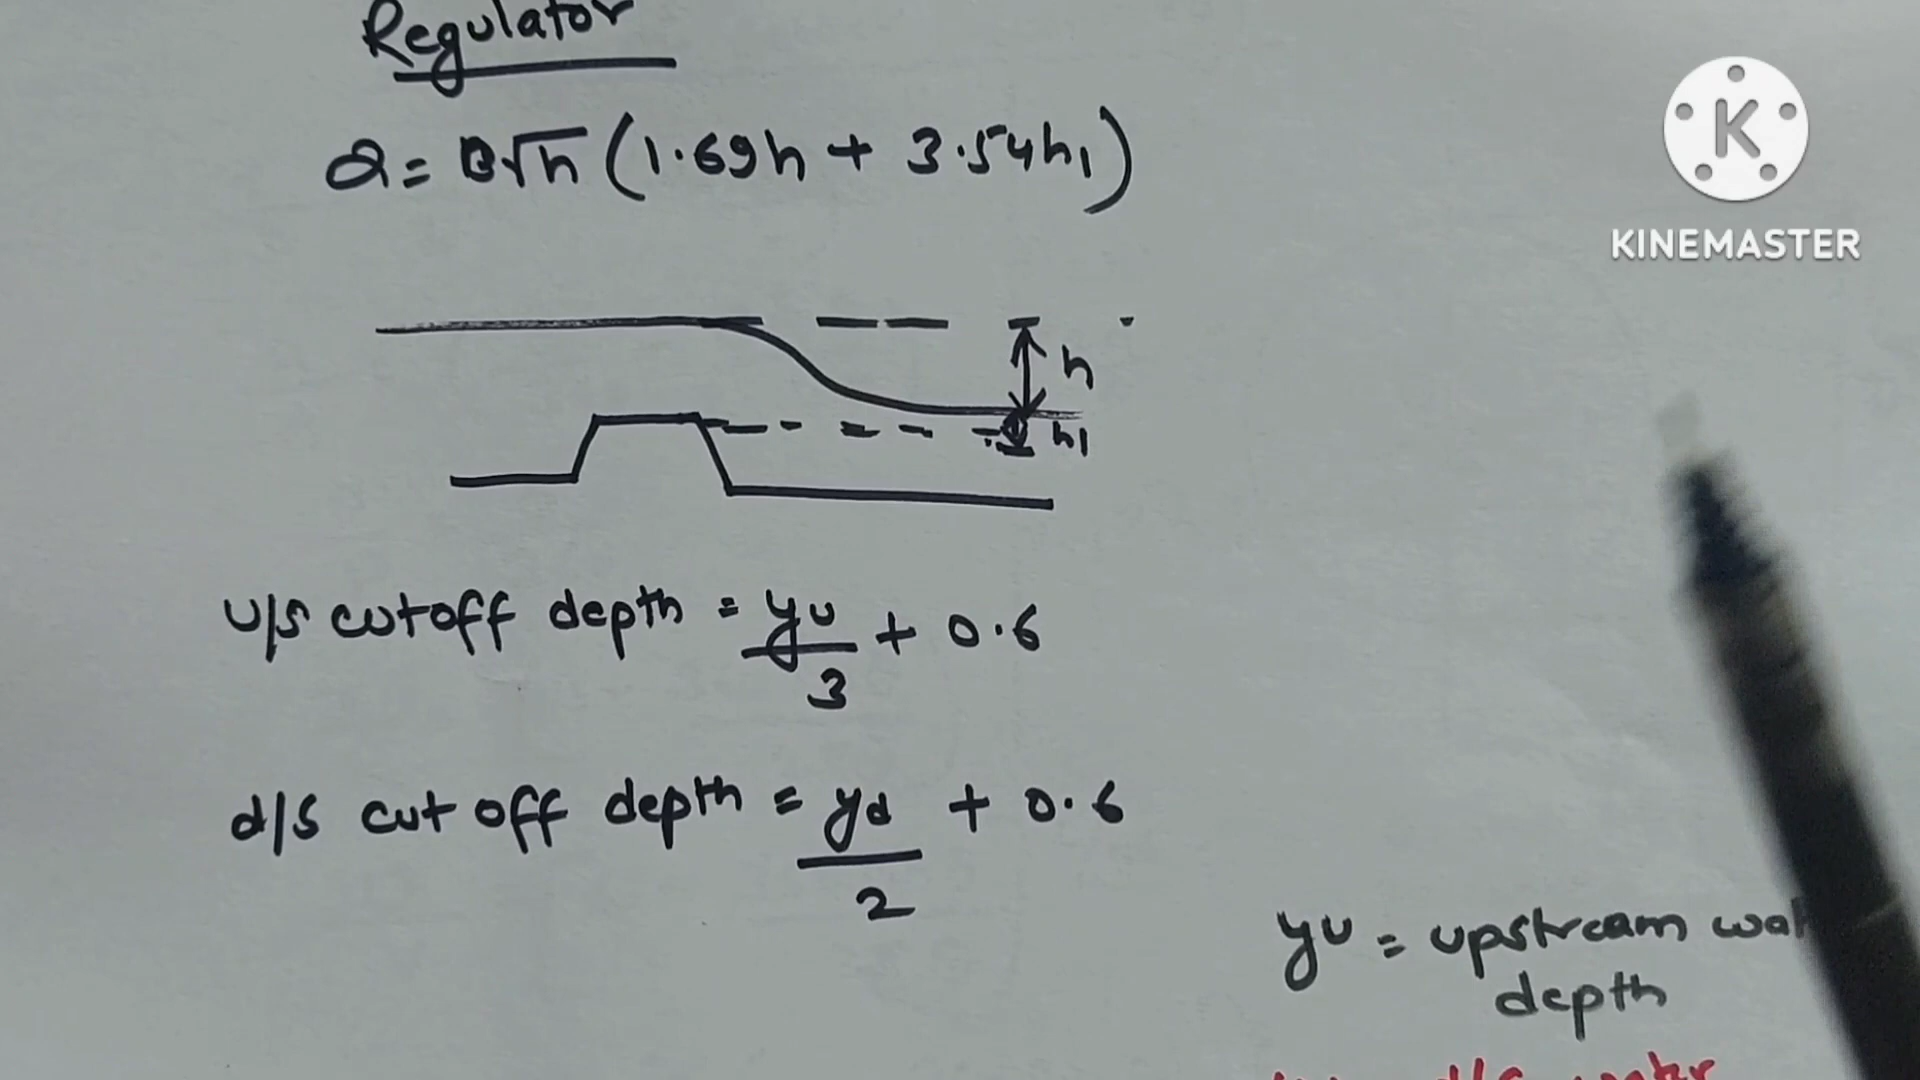 Regulator
Q = B√h (1.69h + 3.54h1)
K
KINEMASTER
h
h1
U/S cutoff depth = yu/3 + 0.6
d/s cut off depth = yd/2 + 0.6
yu = upstream
depth
d/s water